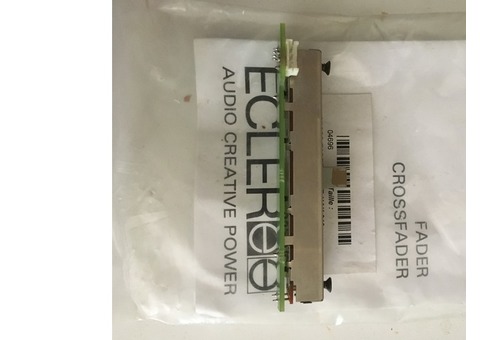 FADER
CROSSFADER
04696
Taille :
ECLER
AUDIO CREATIVE POWER